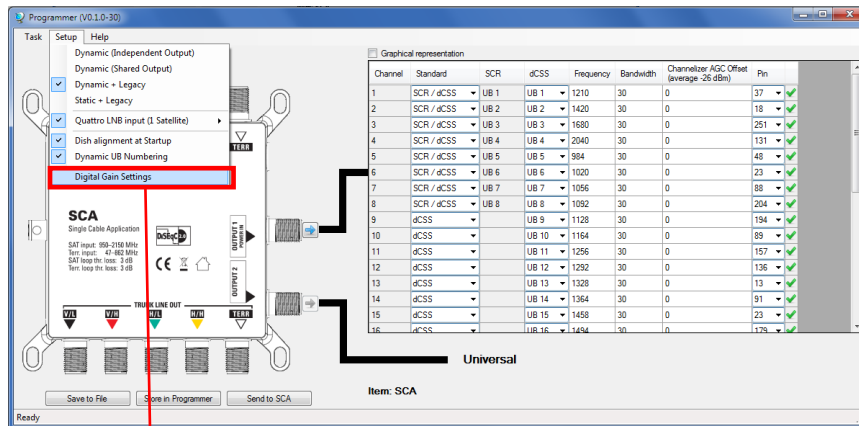 Programmer (V0.1.0-30)
Task Setup Help
Dynamic (Independent Output)
Dynamic (Shared Output)
Dynamic + Legacy
Static + Legacy
Quattro LNB input (1 Satellite)
Dish alignment at Startup
Dynamic UB Numbering
Digital Gain Settings
TERR
SCA
Single Cable Application
DiSEqC 2.0
SAT input: 950-2150 MHz
Terr. input: 47-862 MHz
SAT loop thr. loss: 3 dB
Terr. loop thr. loss: 3 dB
CE
OUTPUT 1
POWER IN
OUTPUT 2
TRUNK LINE OUT
V/L V/H H/L H/H TERR
Save to File Store in Programmer Send to SCA
Ready
Graphical representation
Channel Standard SCR dCSS Frequency Bandwidth Channelizer AGC Offset (average -26 dBm) Pin
1 SCR / dCSS UB 1 UB 1 1210 30 0 37
2 SCR / dCSS UB 2 UB 2 1420 30 0 18
3 SCR / dCSS UB 3 UB 3 1680 30 0 251
4 SCR / dCSS UB 4 UB 4 2040 30 0 131
5 SCR / dCSS UB 5 UB 5 984 30 0 48
6 SCR / dCSS UB 6 UB 6 1020 30 0 23
7 SCR / dCSS UB 7 UB 7 1056 30 0 88
8 SCR / dCSS UB 8 UB 8 1092 30 0 204
9 dCSS UB 9 1128 30 0 194
10 dCSS UB 10 1164 30 0 89
11 dCSS UB 11 1256 30 0 157
12 dCSS UB 12 1292 30 0 136
13 dCSS UB 13 1328 30 0 13
14 dCSS UB 14 1364 30 0 91
15 dCSS UB 15 1458 30 0 23
16 dCSS UB 16 1494 30 0 179
Universal
Item: SCA